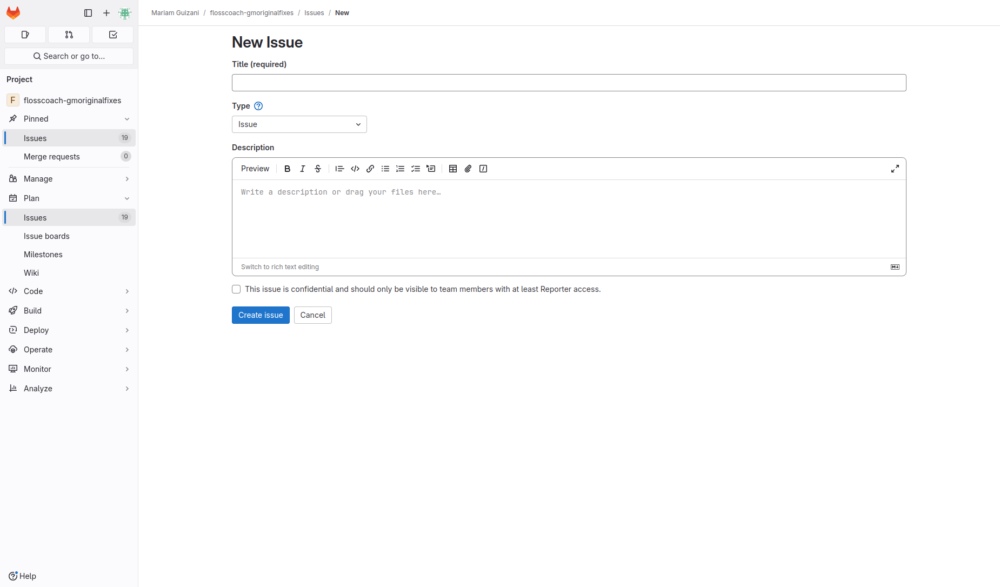 Mariam Guizani / flosscoach-gmoriginalfixes / Issues / New
Search or go to...
Project
F flosscoach-gmoriginalfixes
Pinned
Issues 19
Merge requests 0
Manage
Plan
Issues 19
Issue boards
Milestones
Wiki
Code
Build
Deploy
Operate
Monitor
Analyze
Help
New Issue
Title (required)
Type ?
Issue
Description
Preview B I S
Write a description or drag your files here…
Switch to rich text editing
This issue is confidential and should only be visible to team members with at least Reporter access.
Create issue Cancel